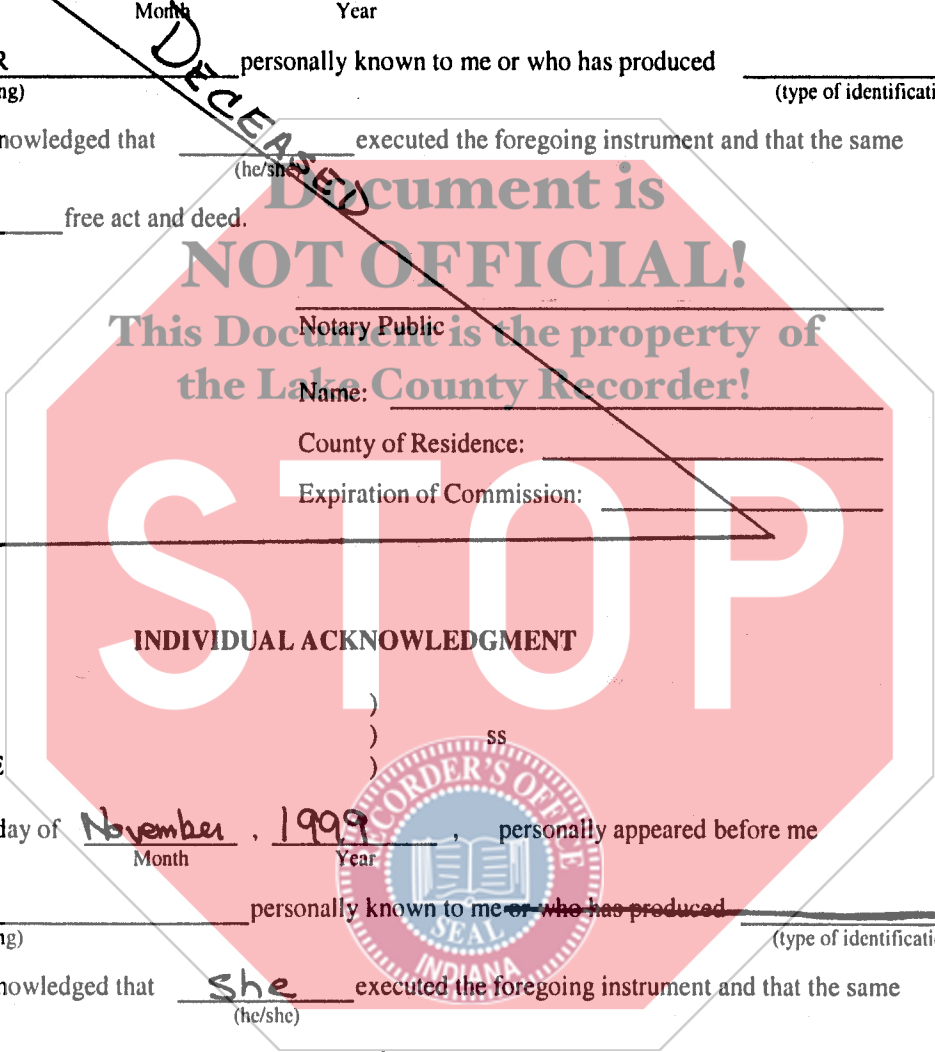 Month Year
DECEASED
R personally known to me or who has produced
ng) (type of identificati
nowledged that executed the foregoing instrument and that the same
(he/she)
Document is
free act and deed.
NOT OFFICIAL!
Notary Public
This Document is the property of
the Lake County Recorder!
Name:
County of Residence:
Expiration of Commission:
STOP
INDIVIDUAL ACKNOWLEDGMENT
)
) ss
)
E
RECORDER'S OFFICE
day of November , 1999 , personally appeared before me
Month Year
personally known to me or who has produced
ng) (type of identificati
SEAL
INDIANA
nowledged that She executed the foregoing instrument and that the same
(he/she)